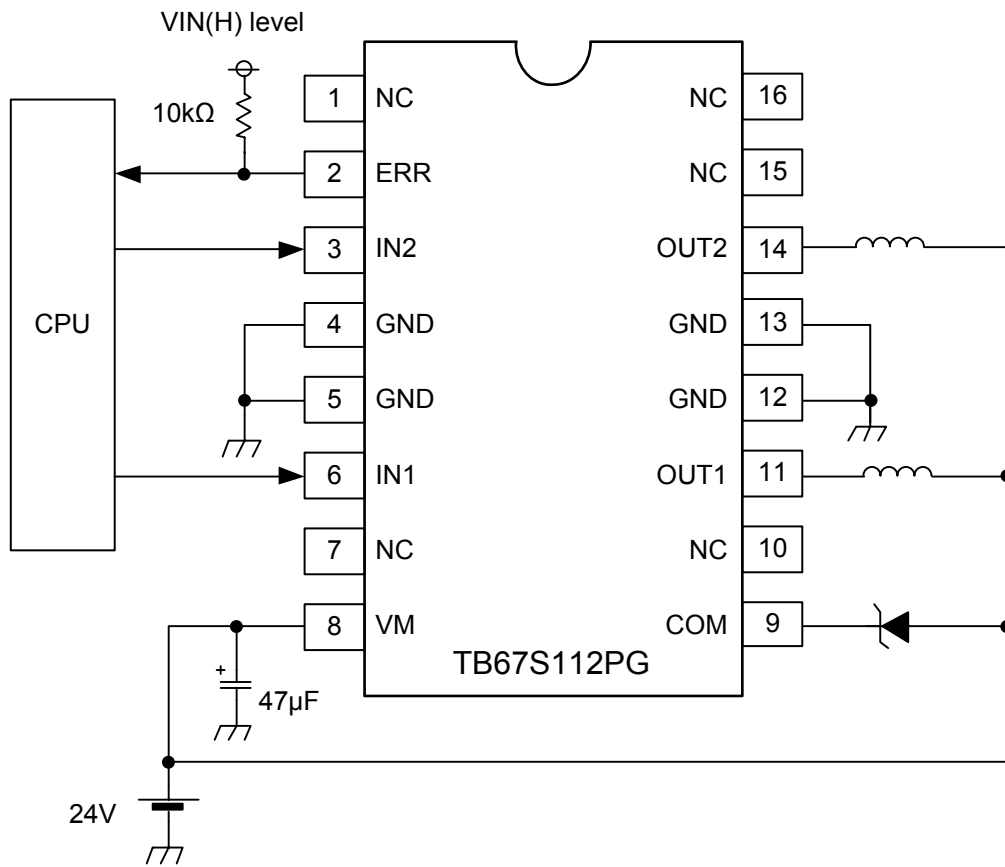 VIN(H) level
10kΩ
CPU
1 NC
2 ERR
3 IN2
4 GND
5 GND
6 IN1
7 NC
8 VM
NC 16
NC 15
OUT2 14
GND 13
GND 12
OUT1 11
NC 10
COM 9
TB67S112PG
+
47μF
24V